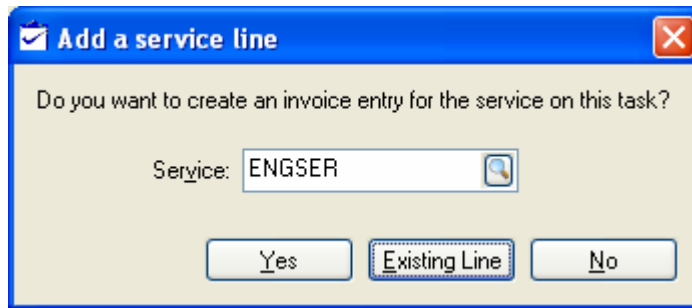 Add a service line
Do you want to create an invoice entry for the service on this task?
Service: ENGSER
Yes Existing Line No